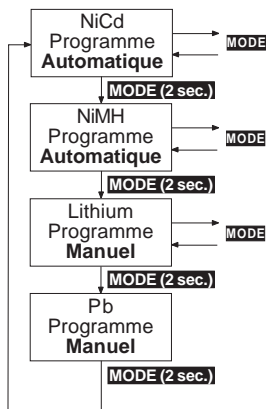 NiCd
Programme
Automatique
MODE
MODE (2 sec.)
NiMH
Programme
Automatique
MODE
MODE (2 sec.)
Lithium
Programme
Manuel
MODE
MODE (2 sec.)
Pb
Programme
Manuel
MODE (2 sec.)